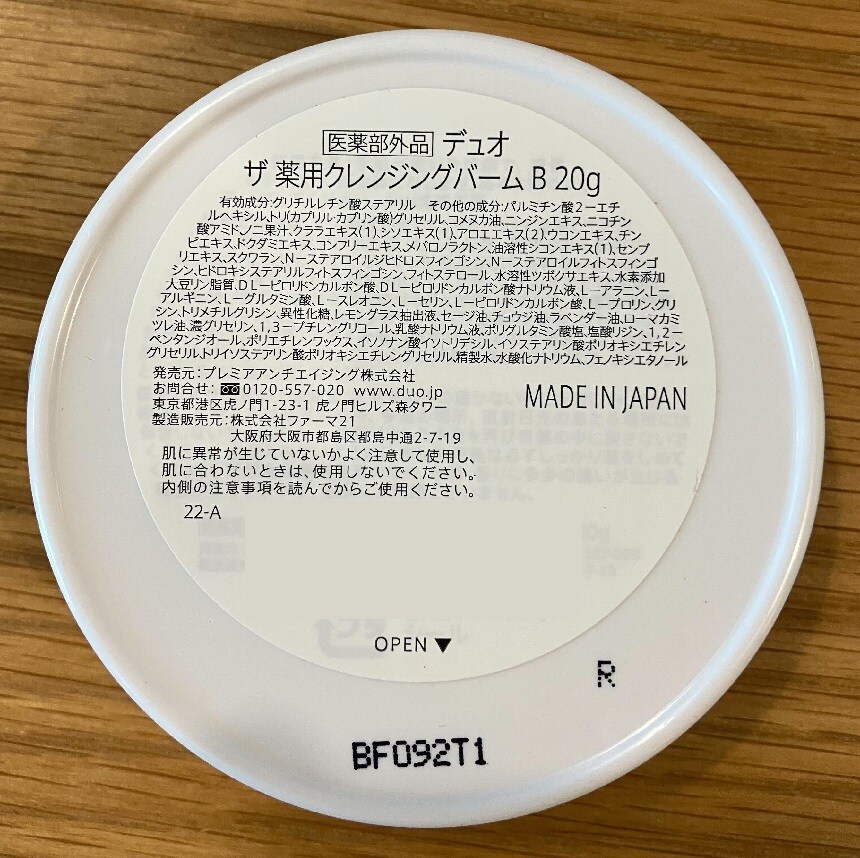 医薬部外品 デュオ
ザ 薬用クレンジングバーム B 20g
有効成分:グリチルレチン酸ステアリル　その他の成分:パルミチン酸2－エチ
ルヘキシル、トリ(カプリル・カプリン酸)グリセリル、コメヌカ油、ニンジンエキス、ニコチン
酸アミド、ノニ果汁、クララエキス(1)、シソエキス(1)、アロエエキス(2)、ウコンエキス、チン
ピエキス、ドクダミエキス、コンフリーエキス、メバロノラクトン、油溶性シコンエキス(1)、センブ
リエキス、スクワラン、N－ステアロイルジヒドロスフィンゴシン、N－ステアロイルフィトスフィンゴ
シン、ヒドロキシステアリルフィトスフィンゴシン、フィトステロール、水溶性ツボクサエキス、水素添加
大豆リン脂質、DL－ピロリドンカルボン酸、DL－ピロリドンカルボン酸ナトリウム液、L－アラニン、L－
アルギニン、L－グルタミン酸、L－スレオニン、L－セリン、L－ピロリドンカルボン酸、L－プロリン、グリ
シン、トリメチルグリシン、異性化糖、レモングラス抽出液、セージ油、チョウジ油、ラベンダー油、ローマカミ
ツレ油、濃グリセリン、1,3－ブチレングリコール、乳酸ナトリウム液、ポリグルタミン酸塩、塩酸リジン、1,2－
ペンタンジオール、ポリエチレンワックス、イソノナン酸イソトリデシル、イソステアリン酸ポリオキシエチレン
グリセリル、トリイソステアリン酸ポリオキシエチレングリセリル、精製水、水酸化ナトリウム、フェノキシエタノール
発売元:プレミアアンチエイジング株式会社
お問合せ: 0120-557-020 www.duo.jp
MADE IN JAPAN
東京都港区虎ノ門1-23-1 虎ノ門ヒルズ森タワー
製造販売元:株式会社ファーマ21
大阪府大阪市都島区都島中通2-7-19
肌に異常が生じていないかよく注意して使用し、
肌に合わないときは、使用しないでください。
内側の注意事項を読んでからご使用ください。
22-A
OPEN▼
R
BF092T1